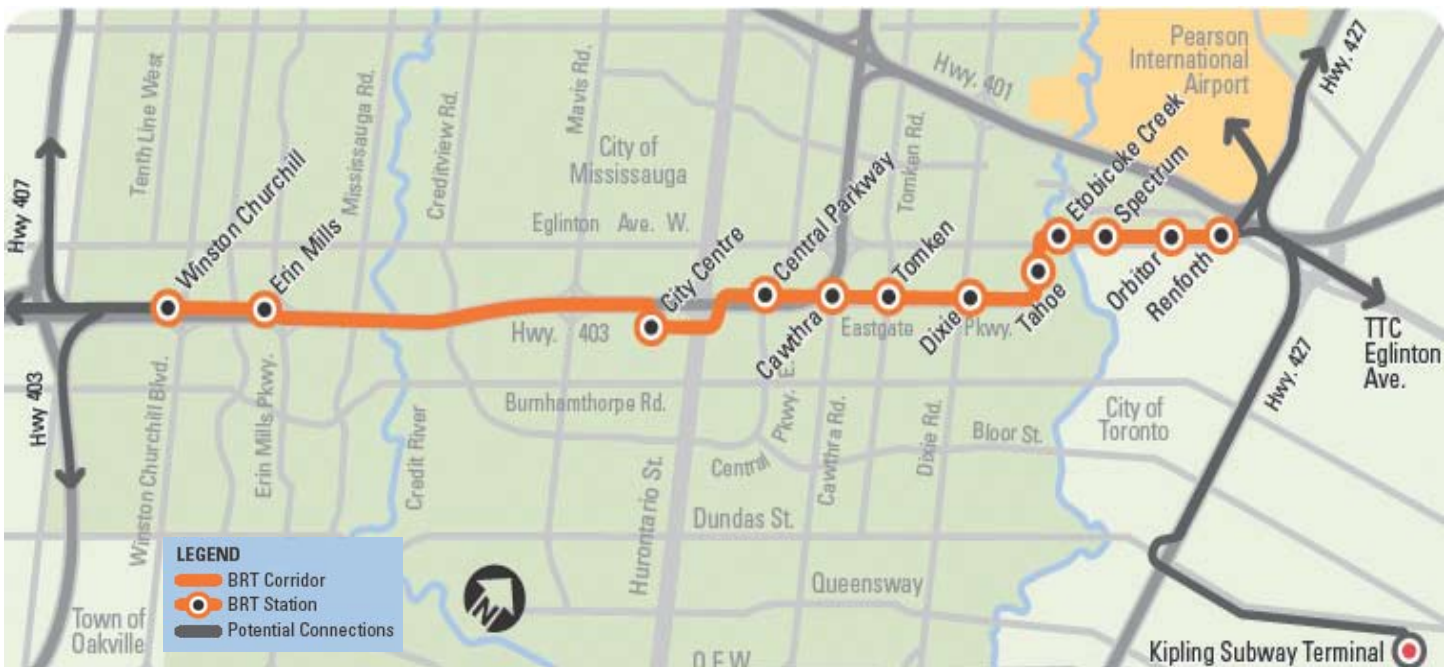 Pearson
International
Airport
Hwy. 427
Hwy. 401
Tenth Line West
Mississauga Rd.
Creditview Rd.
Mavis Rd.
City of
Mississauga
Tomken Rd.
Hwy 407
Winston Churchill
Erin Mills
Eglinton Ave. W.
City Centre
Central Parkway
Cawthra
Tomken
Dixie
Tahoe
Etobicoke Creek
Spectrum
Orbitor
Renforth
Hwy. 403
Eastgate Pkwy.
TTC
Eglinton
Ave.
Hwy. 427
Hwy 403
Winston Churchill Blvd.
Erin Mills Pkwy.
Credit River
Burnhamthorpe Rd.
Hurontario St.
Central Pkwy. E.
Cawthra Rd.
Dixie Rd.
Bloor St.
City of
Toronto
Dundas St.
Queensway
Q.E.W.
LEGEND
BRT Corridor
BRT Station
Potential Connections
N
Town of
Oakville
Kipling Subway Terminal